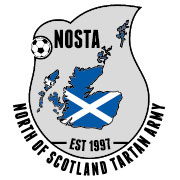 NOSTA
EST 1997
NORTH OF SCOTLAND TARTAN ARMY